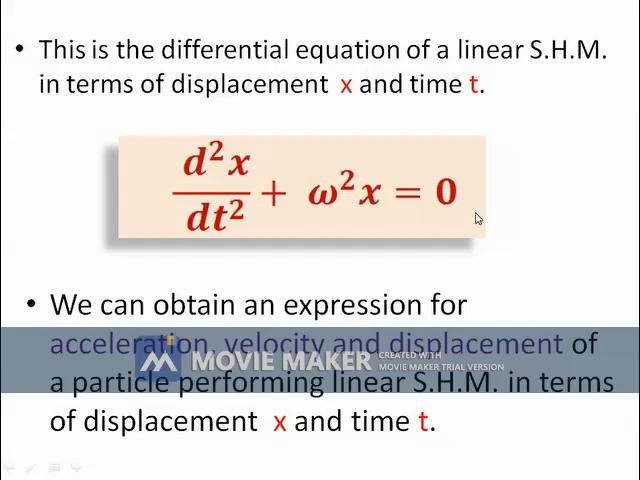 • This is the differential equation of a linear S.H.M.
in terms of displacement x and time t.
d²x/dt² + ω²x = 0
• We can obtain an expression for
acceleration, velocity and displacement of
MOVIE MAKER CREATED WITH
MOVIE MAKER TRIAL VERSION
a particle performing linear S.H.M. in terms
of displacement x and time t.